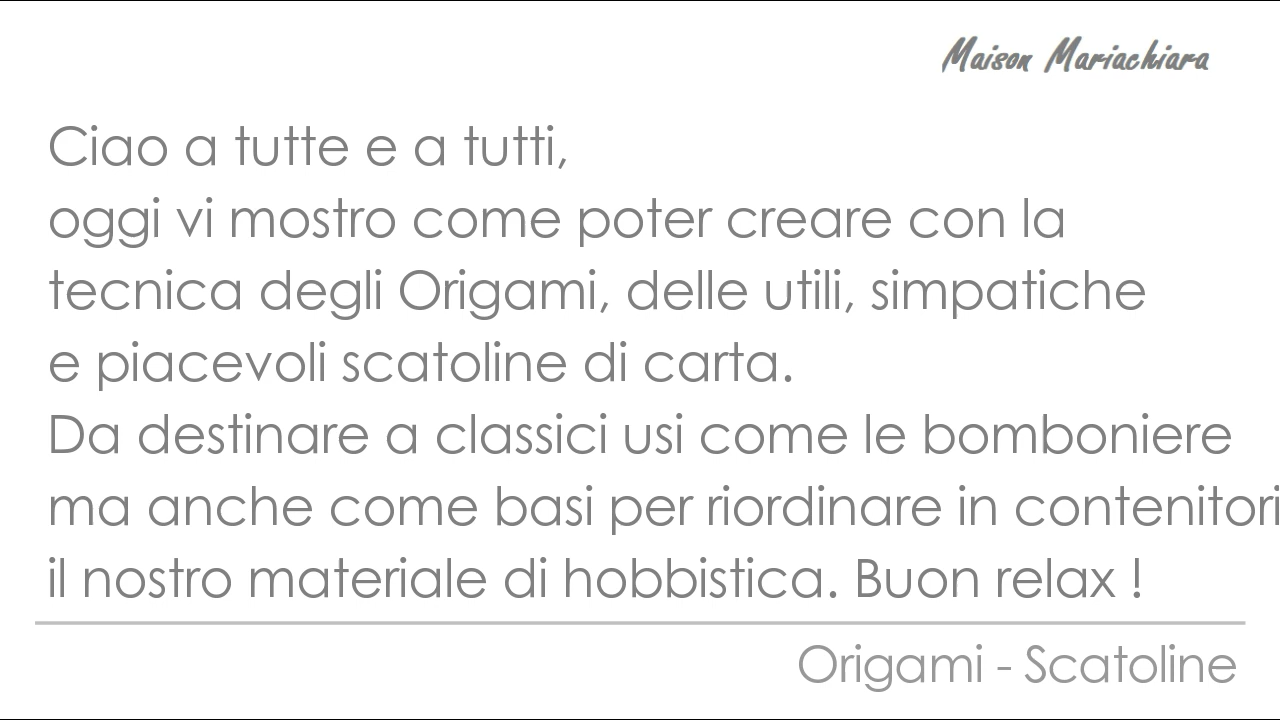 Maison Mariachiara
Ciao a tutte e a tutti,
oggi vi mostro come poter creare con la
tecnica degli Origami, delle utili, simpatiche
e piacevoli scatoline di carta.
Da destinare a classici usi come le bomboniere
ma anche come basi per riordinare in contenitori
il nostro materiale di hobbistica. Buon relax !
Origami - Scatoline